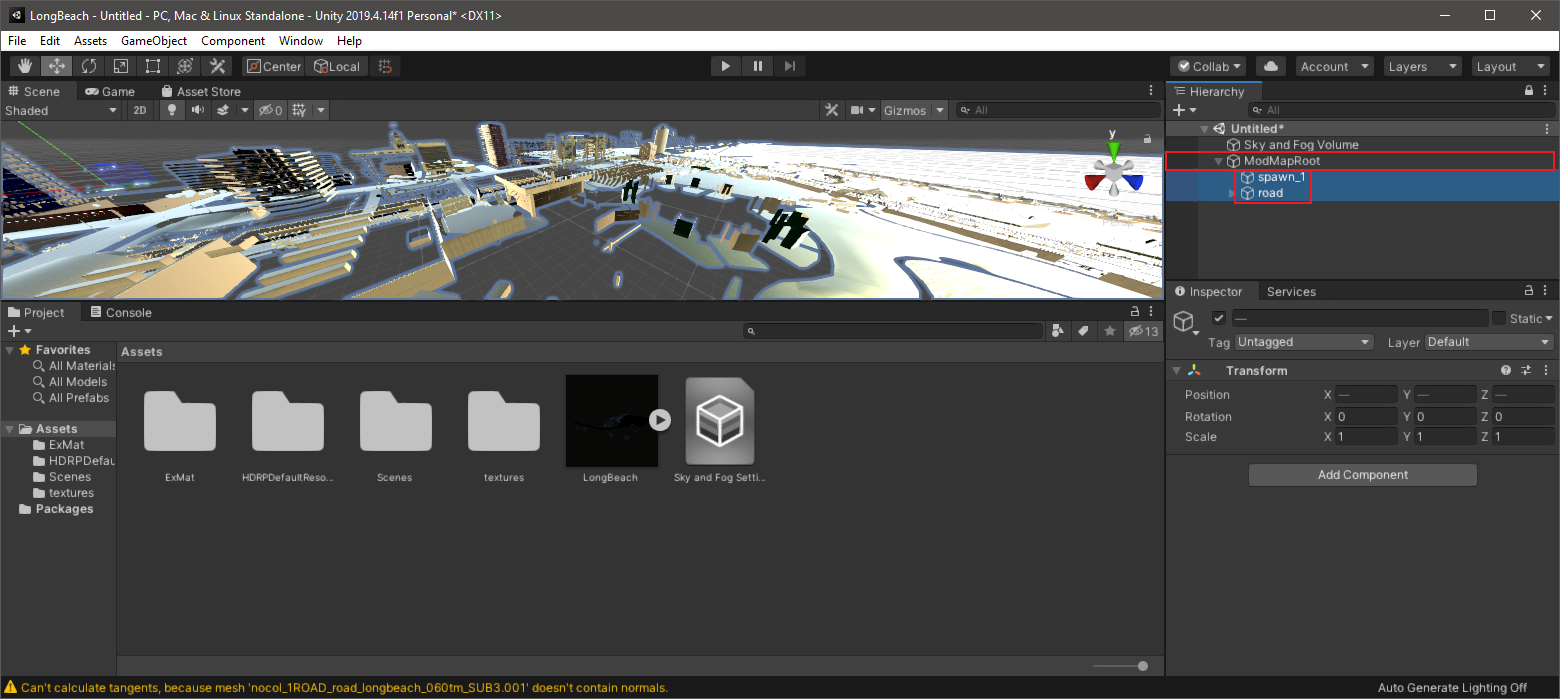 LongBeach - Untitled - PC, Mac & Linux Standalone - Unity 2019.4.14f1 Personal* <DX11>
File Edit Assets GameObject Component Window Help
Center Local Collab Account Layers Layout
Scene Game Asset Store
Shaded 2D 0 Gizmos All
y
Hierarchy
All
Untitled*
Sky and Fog Volume
ModMapRoot
spawn_1
road
Inspector Services
— Static
Tag Untagged Layer Default
Transform
Position X — Y — Z —
Rotation X 0 Y 0 Z 0
Scale X 1 Y 1 Z 1
Add Component
Project Console
13
Favorites
All Materials
All Models
All Prefabs
Assets
ExMat
HDRPDefau
Scenes
textures
Packages
Assets
ExMat HDRPDefaultReso... Scenes textures LongBeach Sky and Fog Setti...
Can't calculate tangents, because mesh 'nocol_1ROAD_road_longbeach_060tm_SUB3.001' doesn't contain normals.
Auto Generate Lighting Off